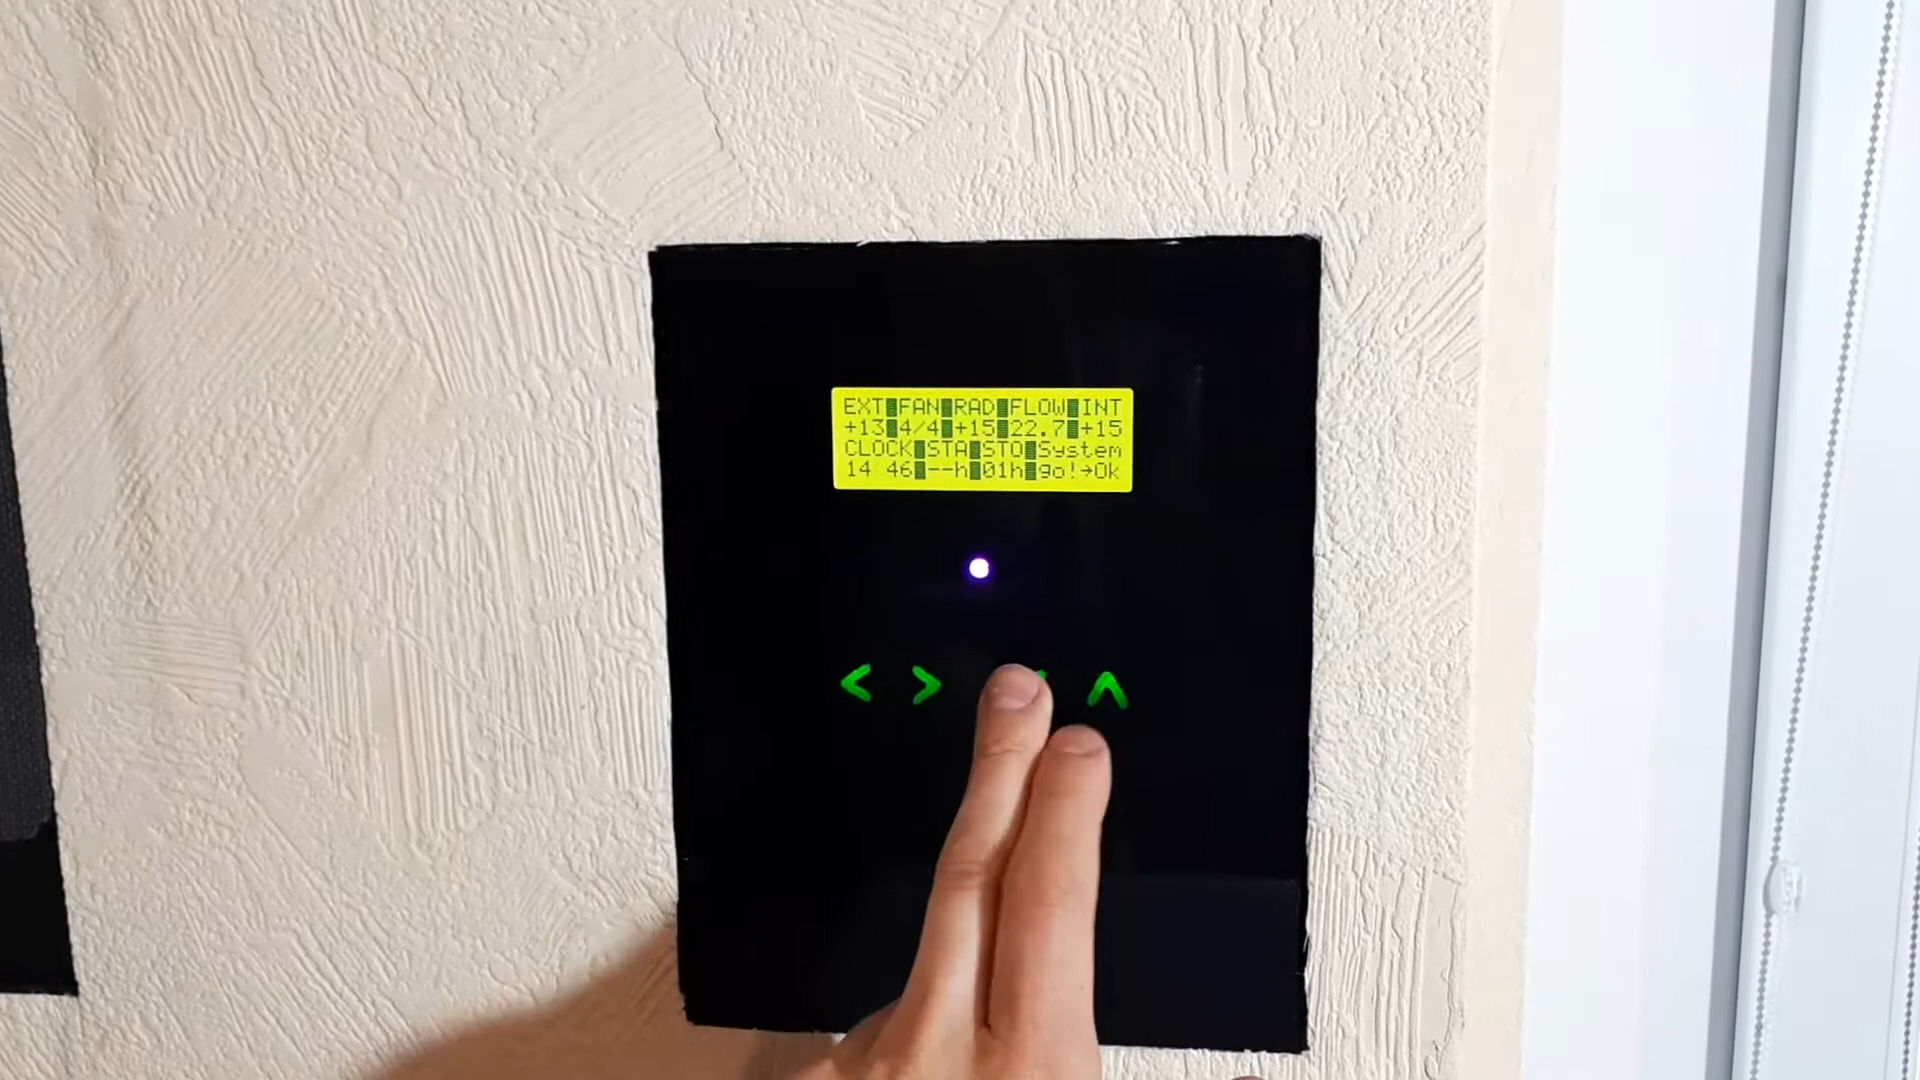 EXT FAN RAD FLOW INT
+13 4/4 +15 22.7 +15
CLOCK STA STO System
14 46 --h 01h go!→Ok
< > ^